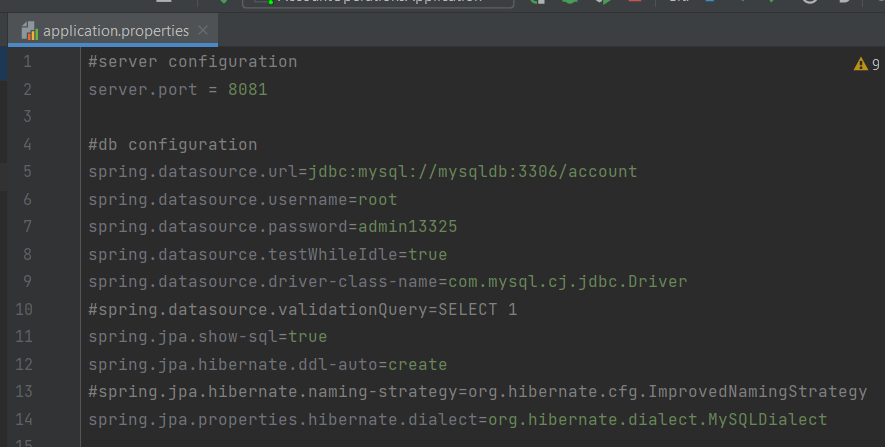 application.properties
9
1 #server configuration
2 server.port = 8081
3
4 #db configuration
5 spring.datasource.url=jdbc:mysql://mysqldb:3306/account
6 spring.datasource.username=root
7 spring.datasource.password=admin13325
8 spring.datasource.testWhileIdle=true
9 spring.datasource.driver-class-name=com.mysql.cj.jdbc.Driver
10 #spring.datasource.validationQuery=SELECT 1
11 spring.jpa.show-sql=true
12 spring.jpa.hibernate.ddl-auto=create
13 #spring.jpa.hibernate.naming-strategy=org.hibernate.cfg.ImprovedNamingStrategy
14 spring.jpa.properties.hibernate.dialect=org.hibernate.dialect.MySQLDialect
15